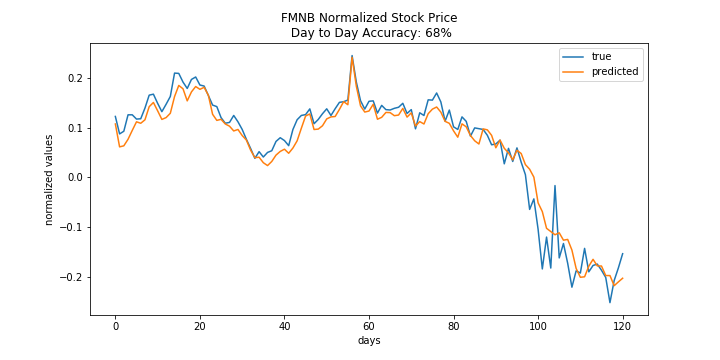 FMNB Normalized Stock Price
Day to Day Accuracy: 68%
true
predicted
normalized values
0.2
0.1
0.0
−0.1
−0.2
0
20
40
60
80
100
120
days